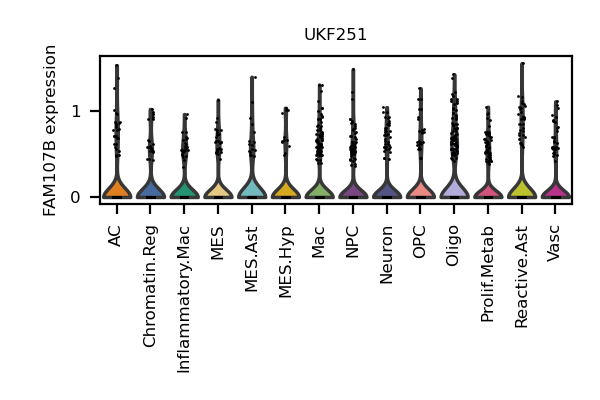 UKF251
FAM107B expression
1
0
AC
Chromatin.Reg
Inflammatory.Mac
MES
MES.Ast
MES.Hyp
Mac
NPC
Neuron
OPC
Oligo
Prolif.Metab
Reactive.Ast
Vasc